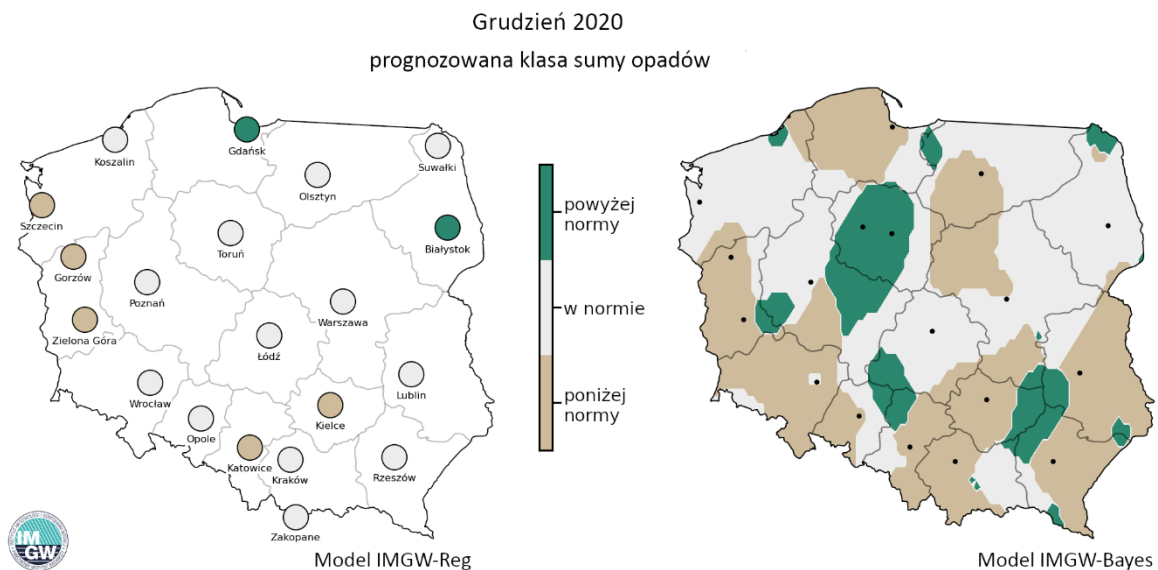 Grudzień 2020
prognozowana klasa sumy opadów
Koszalin
Gdańsk
Suwałki
Olsztyn
Szczecin
Białystok
Toruń
Gorzów
Poznań
Warszawa
Zielona Góra
Łódź
Lublin
Wrocław
Kielce
Opole
Katowice
Kraków
Rzeszów
Zakopane
powyżej
normy
w normie
poniżej
normy
IM
GW
Model IMGW-Reg
Model IMGW-Bayes